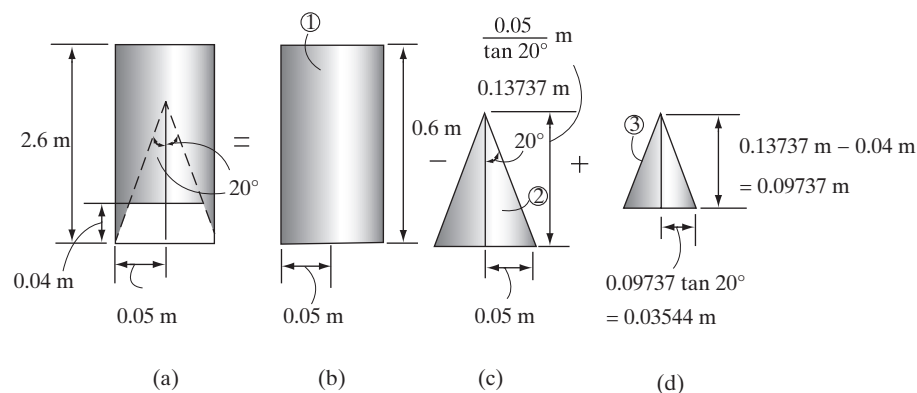 ①
2.6 m
=
20°
0.04 m
0.05 m
(a)
0.6 m
0.05 m
(b)
−
0.05
tan 20°
m
0.13737 m
20°
②
0.05 m
(c)
+
③
0.13737 m – 0.04 m
= 0.09737 m
0.09737 tan 20°
= 0.03544 m
(d)